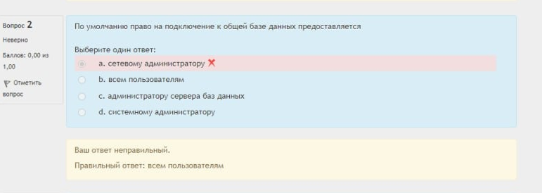 Вопрос 2
Неверно
Баллов: 0,00 из
1,00
Отметить
вопрос
По умолчанию право на подключение к общей базе данных предоставляется
Выберите один ответ:
a. сетевому администратору
b. всем пользователям
c. администратору сервера баз данных
d. системному администратору
Ваш ответ неправильный.
Правильный ответ: всем пользователям